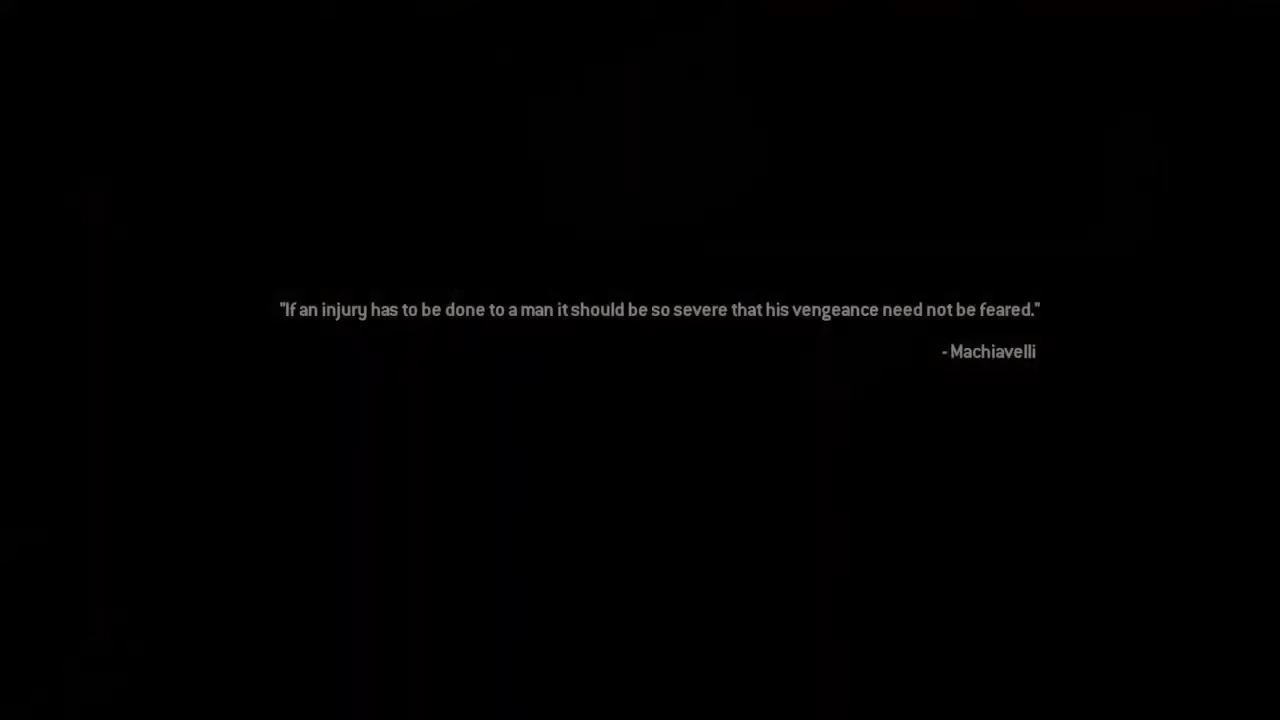 "If an injury has to be done to a man it should be so severe that his vengeance need not be feared."
- Machiavelli